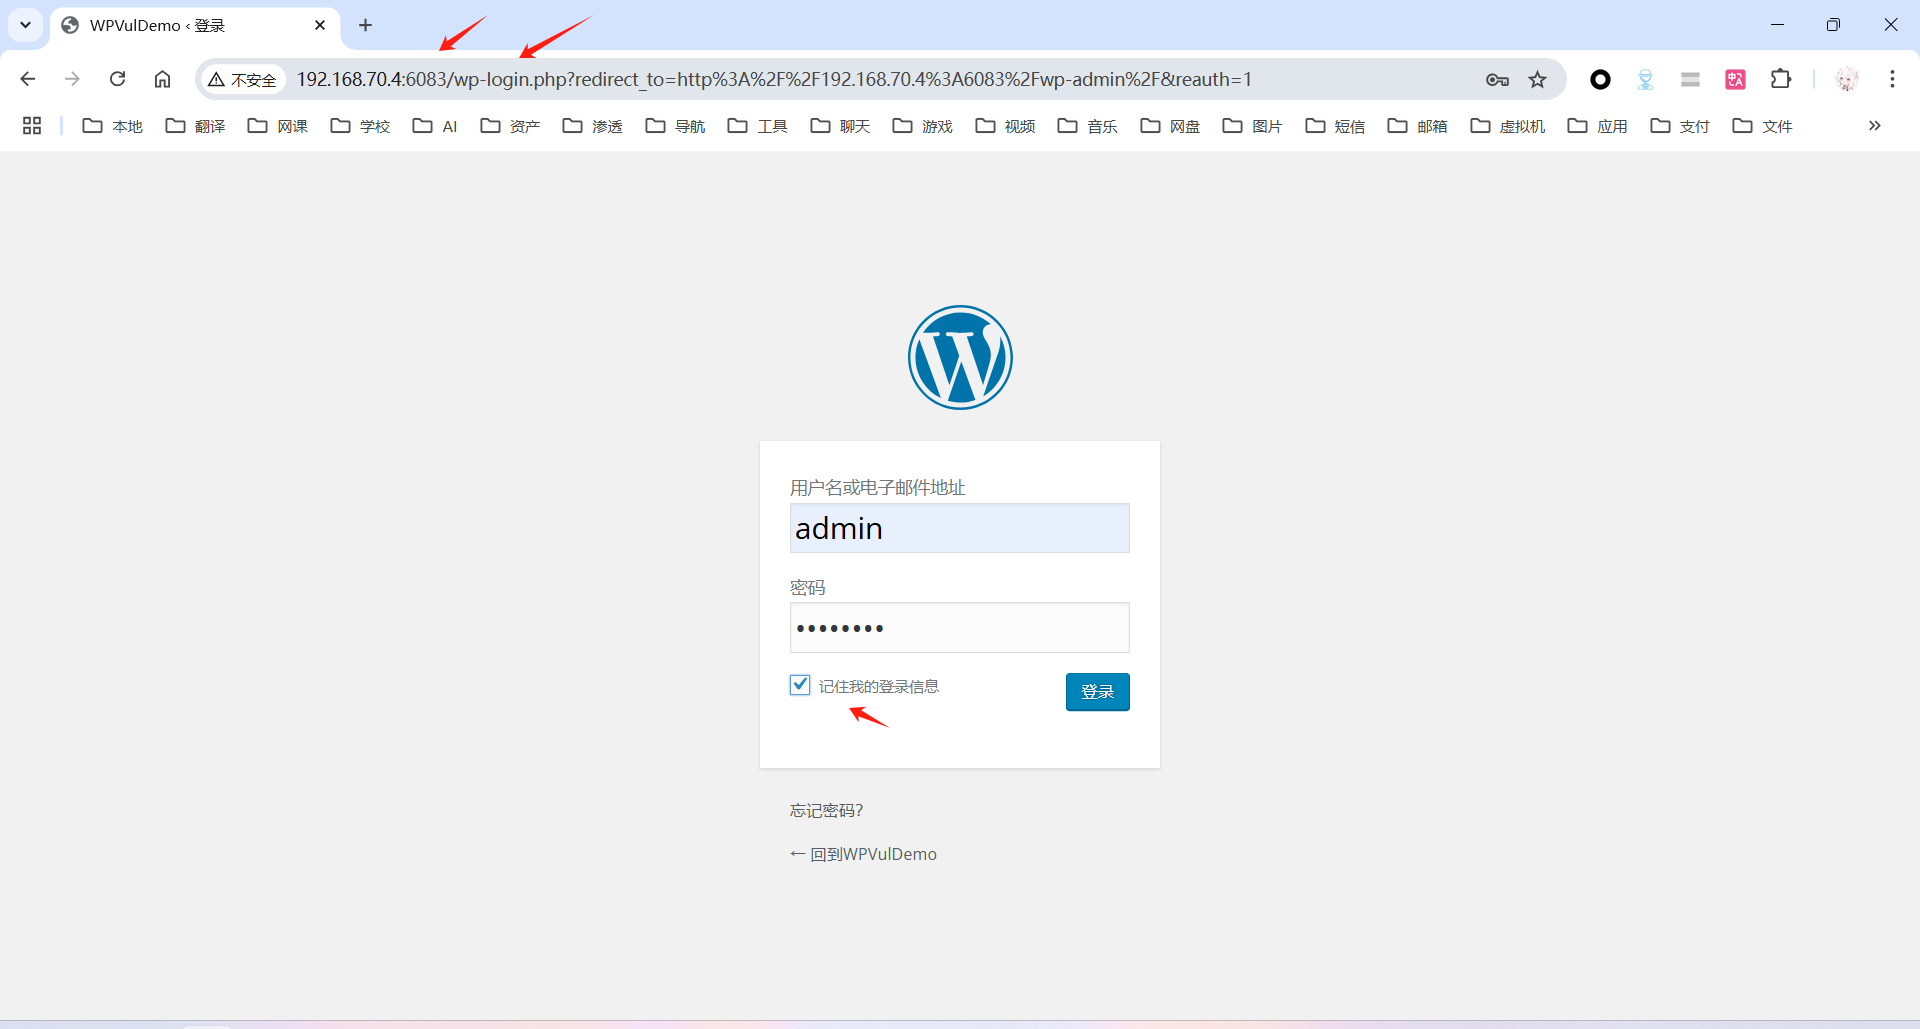 WPVulDemo ‹ 登录
不安全 192.168.70.4:6083/wp-login.php?redirect_to=http%3A%2F%2F192.168.70.4%3A6083%2Fwp-admin%2F&reauth=1
本地 翻译 网课 学校 AI 资产 渗透 导航 工具 聊天 游戏 视频 音乐 网盘 图片 短信 邮箱 虚拟机 应用 支付 文件
用户名或电子邮件地址
admin
密码
••••••••
记住我的登录信息 登录
忘记密码?
← 回到WPVulDemo